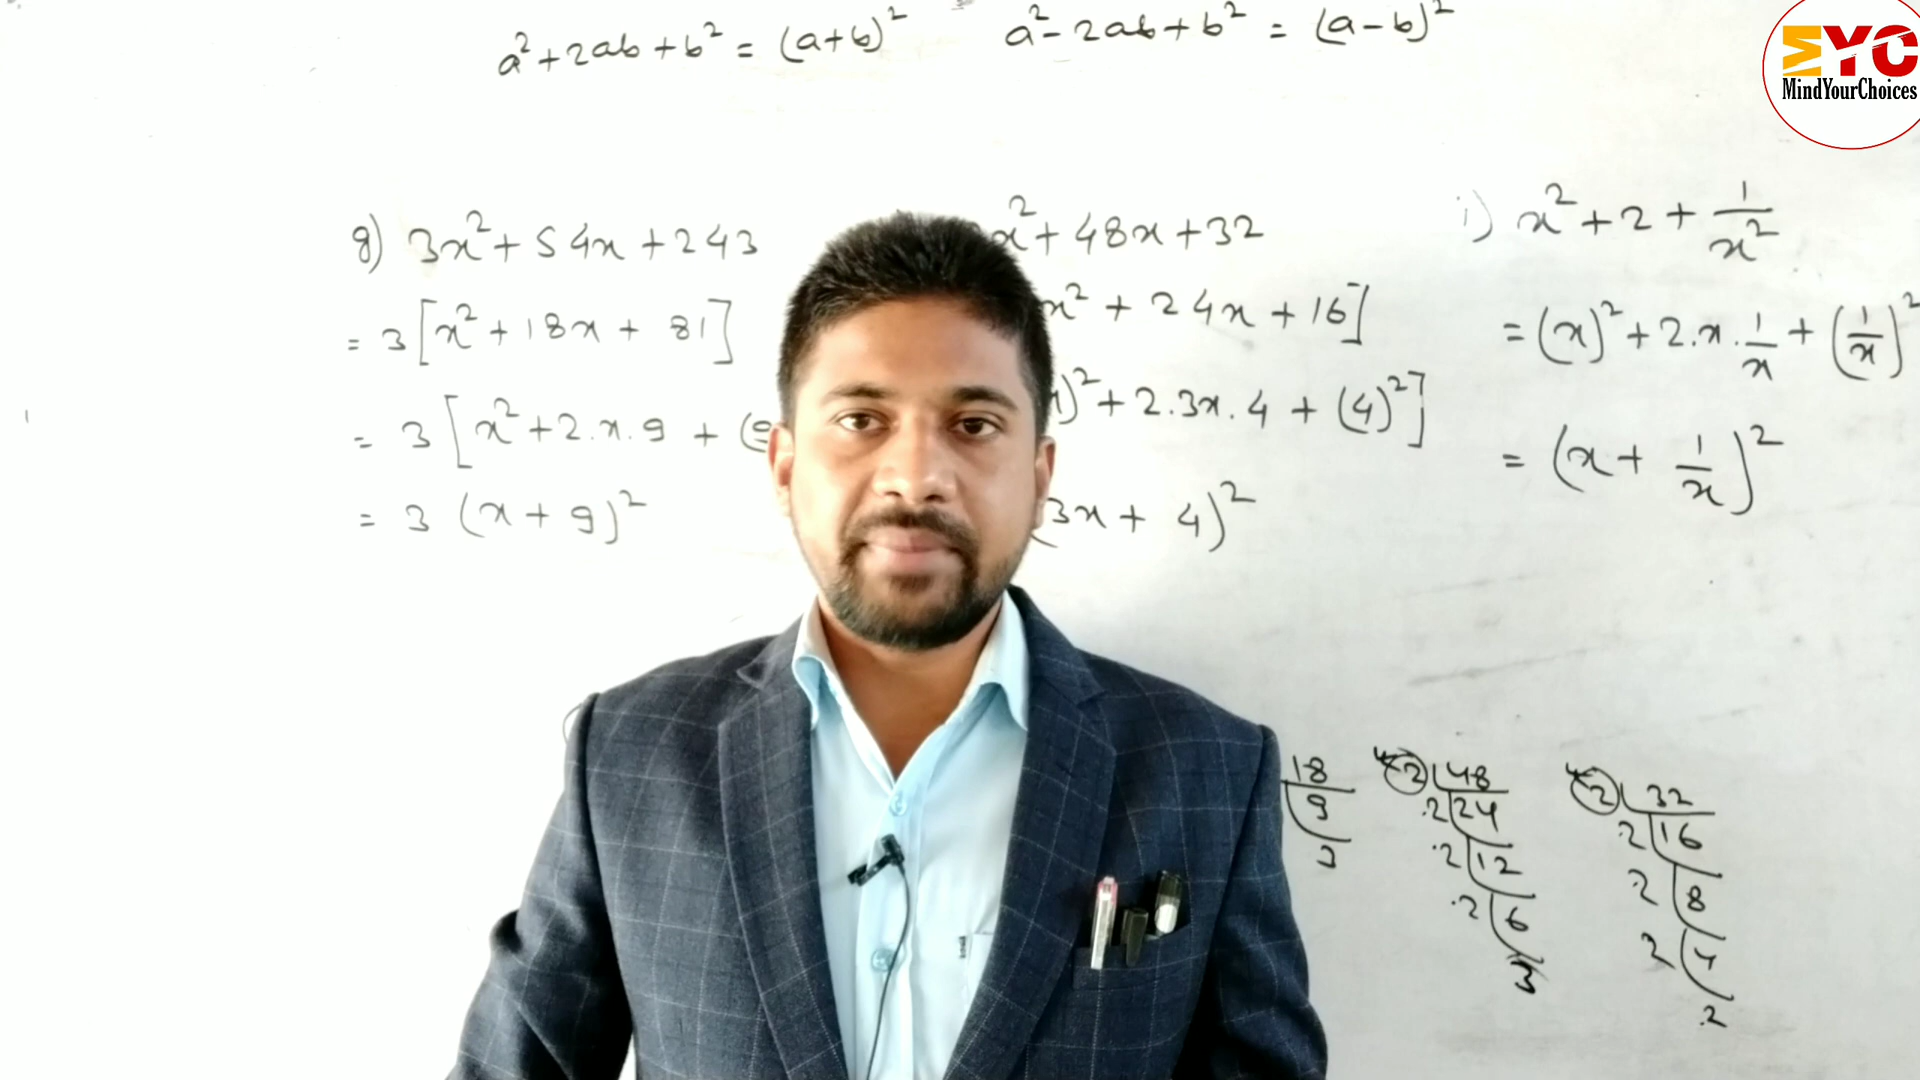 a²+2ab+b² = (a+b)²
a²-2ab+b² = (a-b)²
MYC
MindYourChoices
g) 3x²+54x+243
= 3[x²+18x+ 81]
= 3[x²+2.x.9 + (9
= 3 (x+9)²
x²+48x+32
x² + 24x+16]
)²+2.3x.4 + (4)²]
(3x+ 4)²
i) x²+2+1/x²
= (x)²+2.x.1/x+(1/x)²
= (x+ 1/x)²
18
9
3
2 48
2 24
2 12
2 6
3
2 32
2 16
2 8
2 4
2